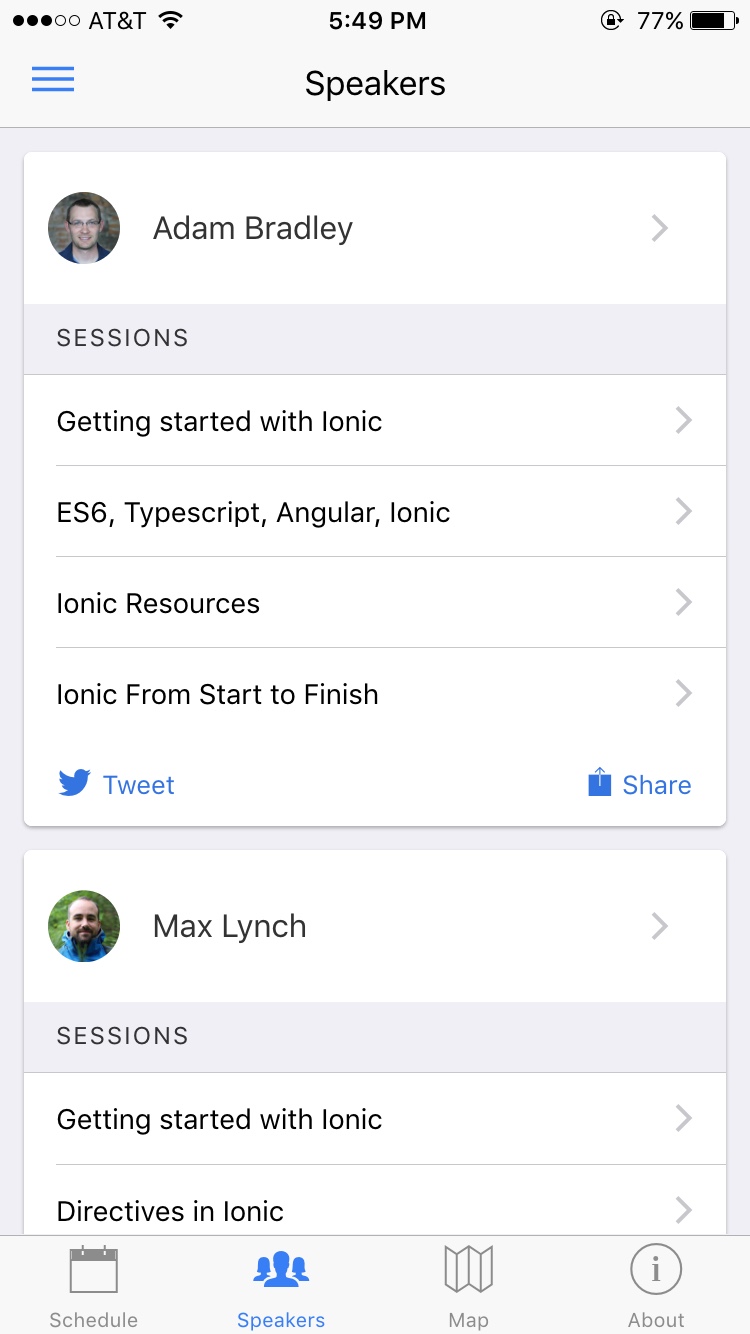 AT&T 5:49 PM 77%
Speakers
Adam Bradley
SESSIONS
Getting started with Ionic
ES6, Typescript, Angular, Ionic
Ionic Resources
Ionic From Start to Finish
Tweet Share
Max Lynch
SESSIONS
Getting started with Ionic
Directives in Ionic
Schedule Speakers Map About